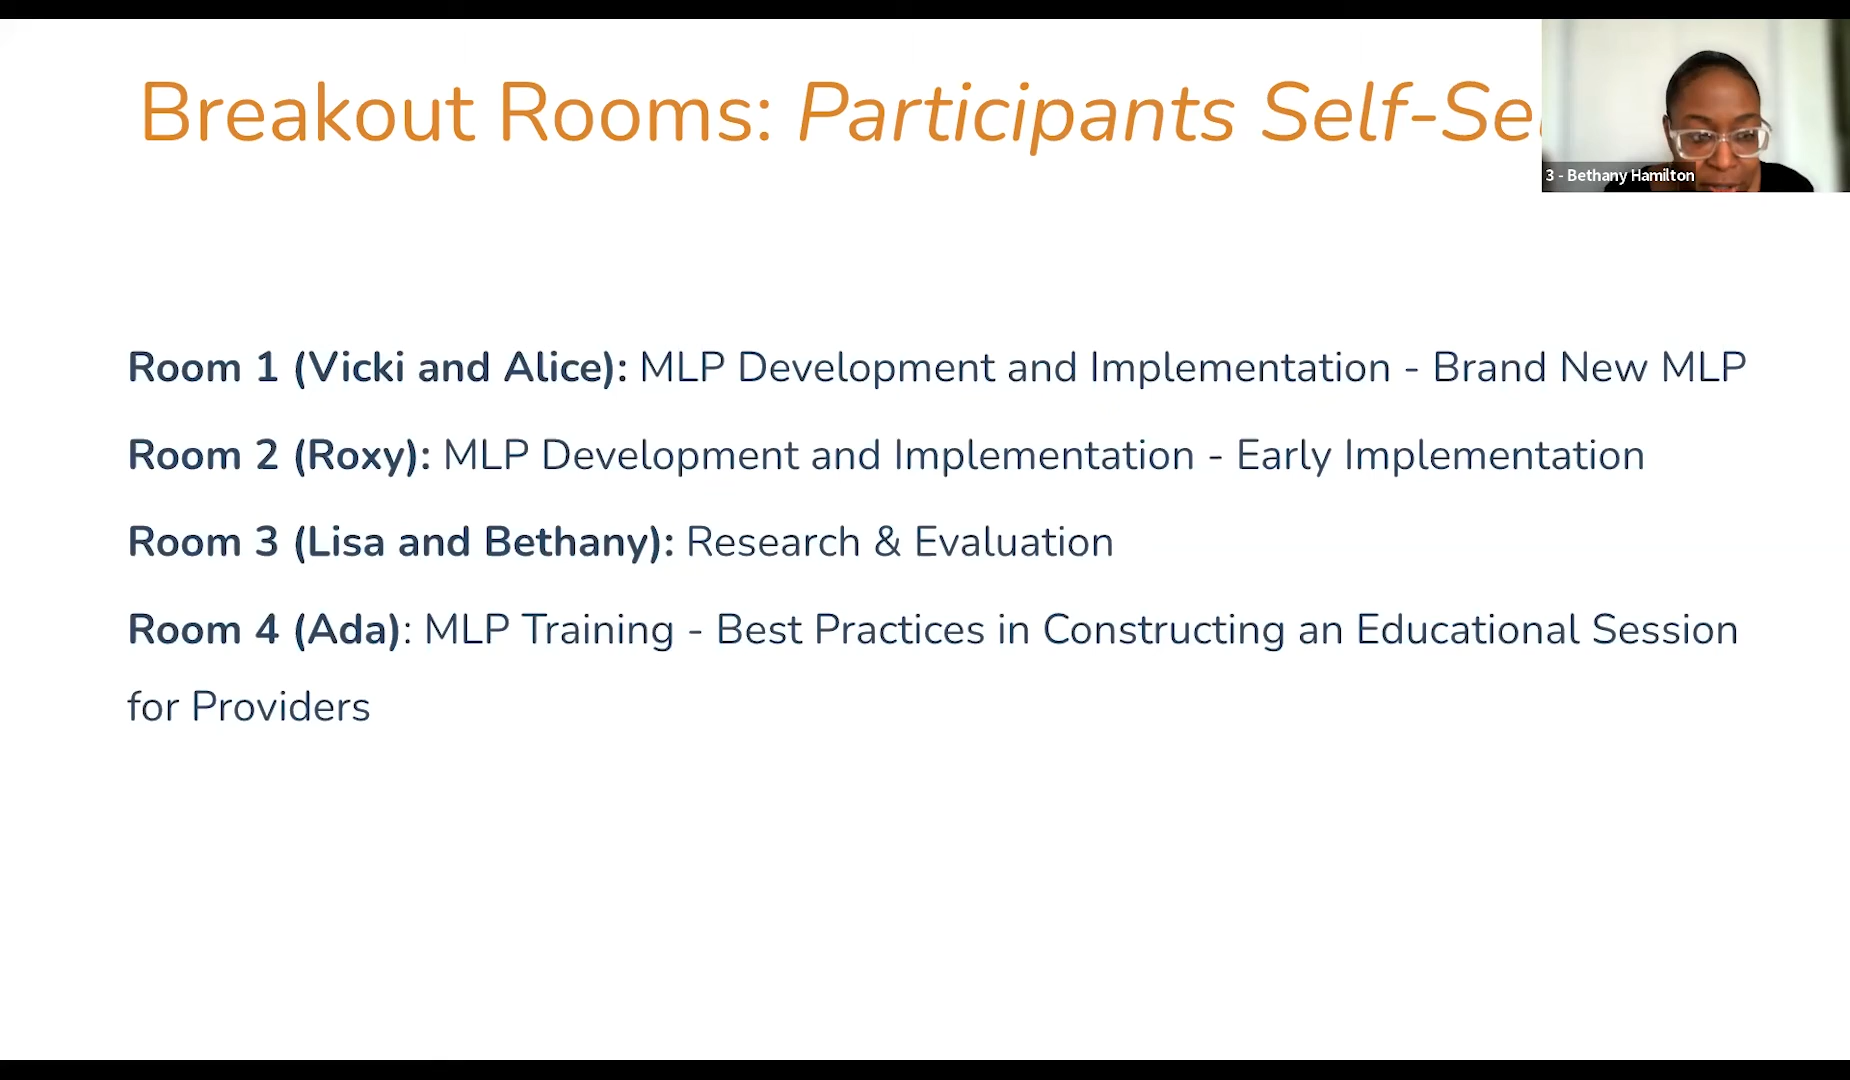 Breakout Rooms: Participants Self-Se
3 - Bethany Hamilton
Room 1 (Vicki and Alice): MLP Development and Implementation - Brand New MLP
Room 2 (Roxy): MLP Development and Implementation - Early Implementation
Room 3 (Lisa and Bethany): Research & Evaluation
Room 4 (Ada): MLP Training - Best Practices in Constructing an Educational Session
for Providers